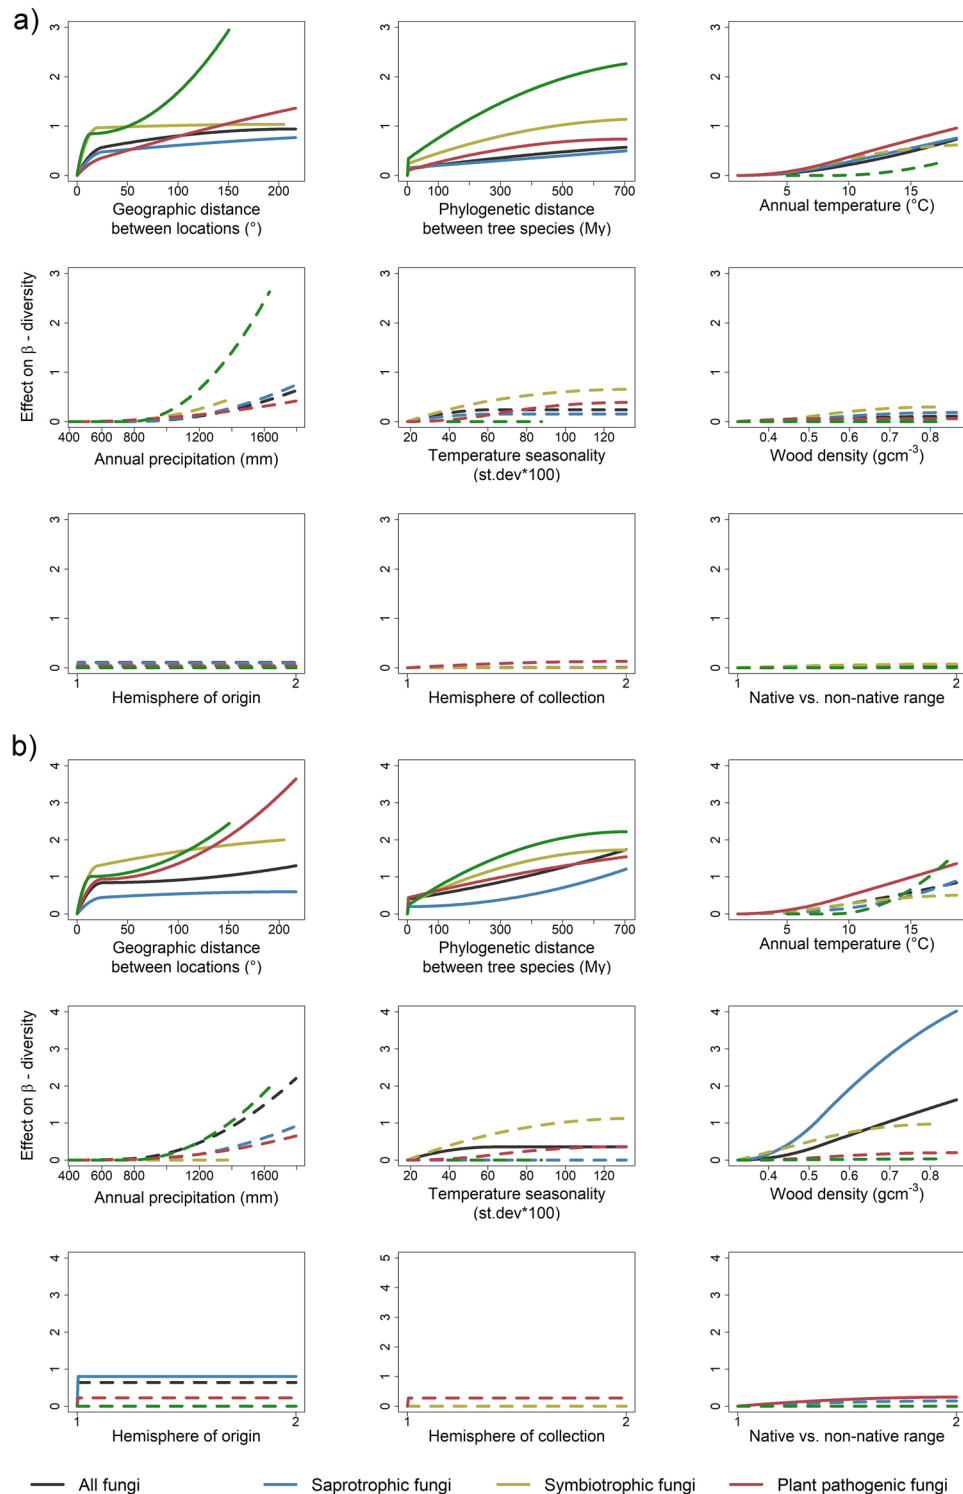 a)
0 1 2 3
0 50 100 150 200
Geographic distance
between locations (°)
0 1 2 3
0 100 300 500 700
Phylogenetic distance
between tree species (My)
0 1 2 3
5 10 15
Annual temperature (°C)
Effect on β - diversity
0 1 2 3
400 600 800 1200 1600
Annual precipitation (mm)
0 1 2 3
20 40 60 80 100 120
Temperature seasonality
(st.dev*100)
0 1 2 3
0.4 0.5 0.6 0.7 0.8
Wood density (gcm⁻³)
0 1 2 3
1 2
Hemisphere of origin
0 1 2 3
1 2
Hemisphere of collection
0 1 2 3
1 2
Native vs. non-native range
b)
0 1 2 3 4
0 50 100 150 200
Geographic distance
between locations (°)
0 1 2 3 4
0 100 300 500 700
Phylogenetic distance
between tree species (My)
0 1 2 3 4
5 10 15
Annual temperature (°C)
Effect on β - diversity
0 1 2 3 4
400 600 800 1200 1600
Annual precipitation (mm)
0 1 2 3 4
20 40 60 80 100 120
Temperature seasonality
(st.dev*100)
0 1 2 3 4
0.4 0.5 0.6 0.7 0.8
Wood density (gcm⁻³)
0 1 2 3 4
1 2
Hemisphere of origin
0 1 2 3 4 5
1 2
Hemisphere of collection
0 1 2 3 4
1 2
Native vs. non-native range
All fungi Saprotrophic fungi Symbiotrophic fungi Plant pathogenic fungi